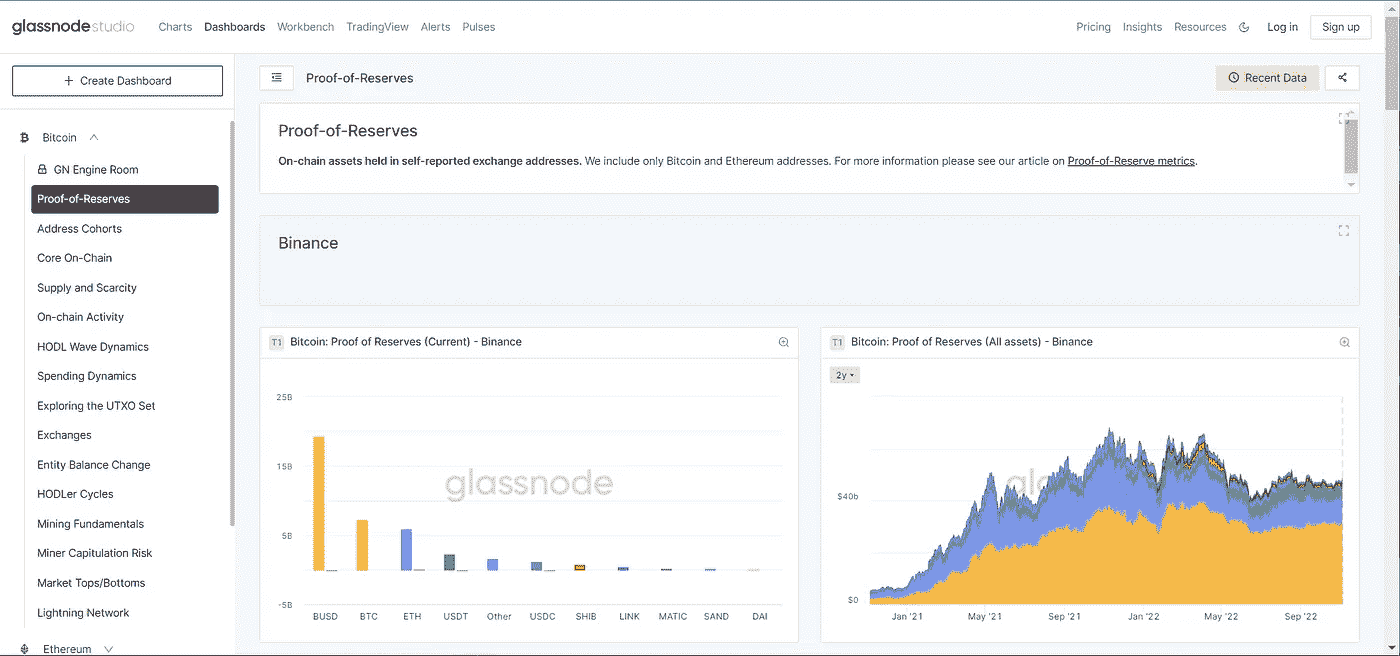 glassnode studio Charts Dashboards Workbench TradingView Alerts Pulses Pricing Insights Resources Log in Sign up
+ Create Dashboard
Bitcoin
GN Engine Room
Proof-of-Reserves
Address Cohorts
Core On-Chain
Supply and Scarcity
On-chain Activity
HODL Wave Dynamics
Spending Dynamics
Exploring the UTXO Set
Exchanges
Entity Balance Change
HODLer Cycles
Mining Fundamentals
Miner Capitulation Risk
Market Tops/Bottoms
Lightning Network
Ethereum
Proof-of-Reserves Recent Data
Proof-of-Reserves
On-chain assets held in self-reported exchange addresses. We include only Bitcoin and Ethereum addresses. For more information please see our article on Proof-of-Reserve metrics.
Binance
T1 Bitcoin: Proof of Reserves (Current) - Binance
25B
15B
5B
-5B
glassnode
BUSD BTC ETH USDT Other USDC SHIB LINK MATIC SAND DAI
T1 Bitcoin: Proof of Reserves (All assets) - Binance
2y
$40b
$0
Jan '21 May '21 Sep '21 Jan '22 May '22 Sep '22